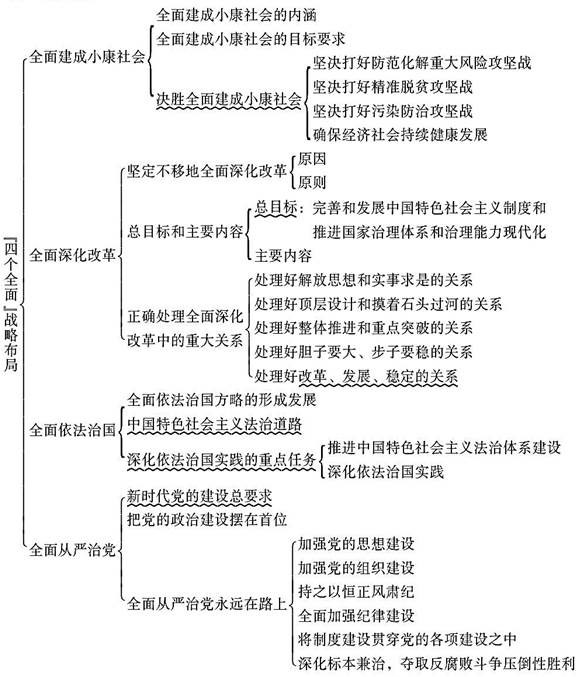 『四个全面』战略布局
全面建成小康社会
全面建成小康社会的内涵
全面建成小康社会的目标要求
决胜全面建成小康社会
坚决打好防范化解重大风险攻坚战
坚决打好精准脱贫攻坚战
坚决打好污染防治攻坚战
确保经济社会持续健康发展
全面深化改革
坚定不移地全面深化改革
原因
原则
总目标和主要内容
总目标：完善和发展中国特色社会主义制度和
推进国家治理体系和治理能力现代化
主要内容
正确处理全面深化
改革中的重大关系
处理好解放思想和实事求是的关系
处理好顶层设计和摸着石头过河的关系
处理好整体推进和重点突破的关系
处理好胆子要大、步子要稳的关系
处理好改革、发展、稳定的关系
全面依法治国
全面依法治国方略的形成发展
中国特色社会主义法治道路
深化依法治国实践的重点任务
推进中国特色社会主义法治体系建设
深化依法治国实践
全面从严治党
新时代党的建设总要求
把党的政治建设摆在首位
全面从严治党永远在路上
加强党的思想建设
加强党的组织建设
持之以恒正风肃纪
全面加强纪律建设
将制度建设贯穿党的各项建设之中
深化标本兼治，夺取反腐败斗争压倒性胜利